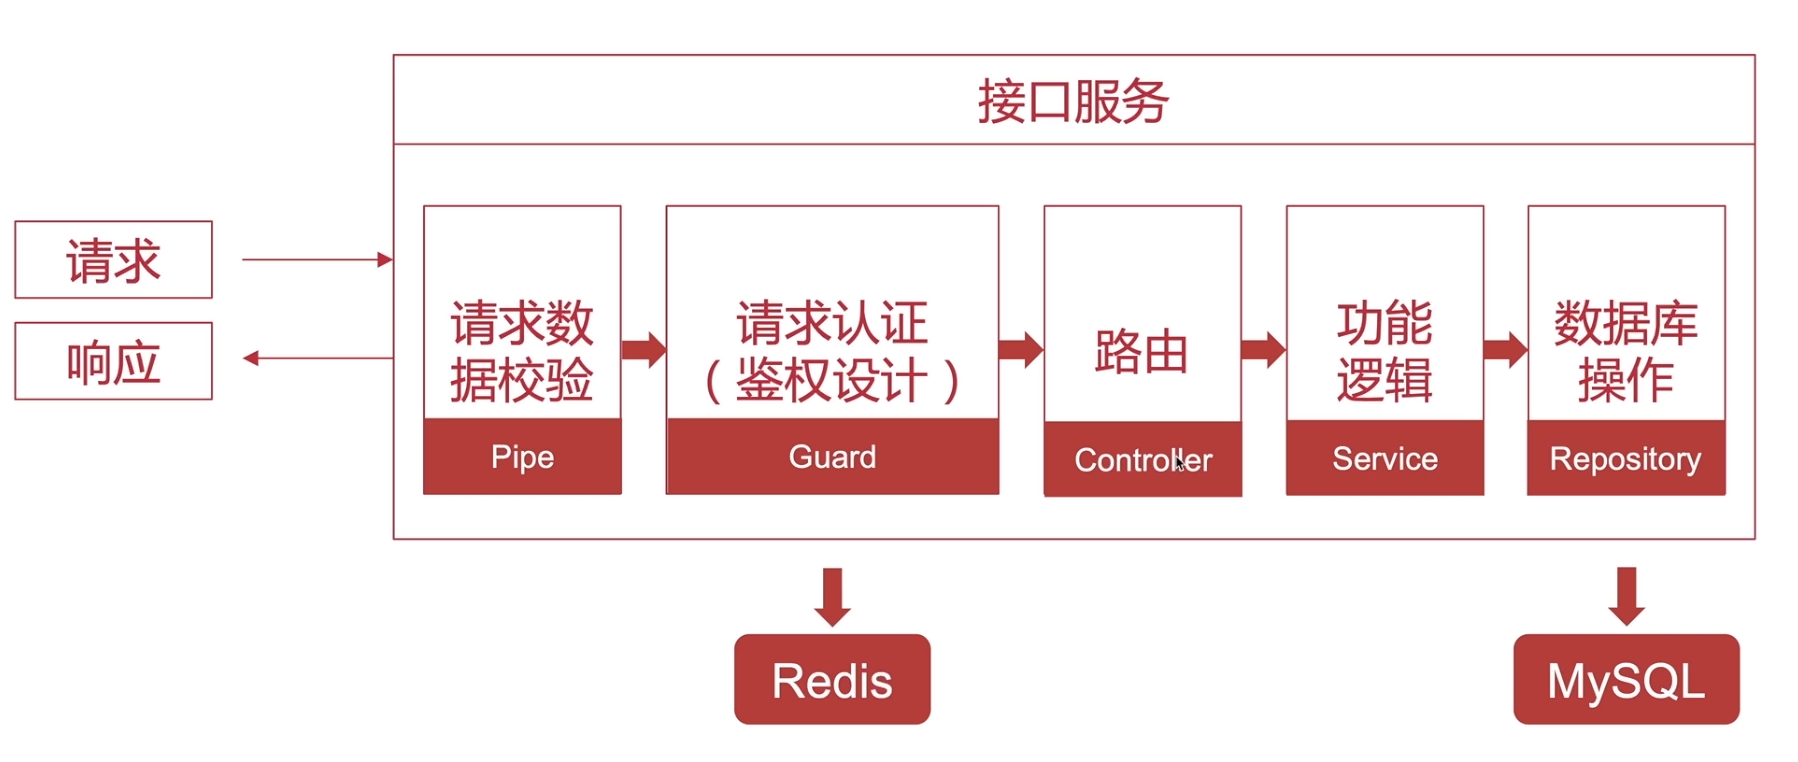 接口服务
请求
响应
请求数
据校验
Pipe
请求认证
（鉴权设计）
Guard
路由
Controller
功能
逻辑
Service
数据库
操作
Repository
Redis
MySQL